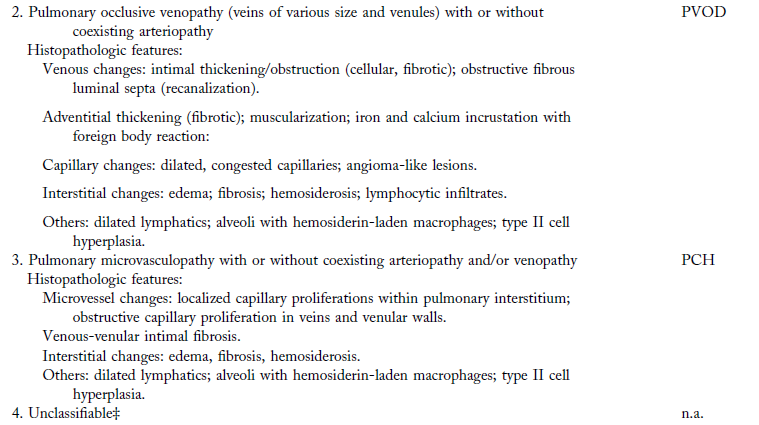 2. Pulmonary occlusive venopathy (veins of various size and venules) with or without PVOD
coexisting arteriopathy
Histopathologic features:
Venous changes: intimal thickening/obstruction (cellular, fibrotic); obstructive fibrous
luminal septa (recanalization).
Adventitial thickening (fibrotic); muscularization; iron and calcium incrustation with
foreign body reaction:
Capillary changes: dilated, congested capillaries; angioma-like lesions.
Interstitial changes: edema; fibrosis; hemosiderosis; lymphocytic infiltrates.
Others: dilated lymphatics; alveoli with hemosiderin-laden macrophages; type II cell
hyperplasia.
3. Pulmonary microvasculopathy with or without coexisting arteriopathy and/or venopathy PCH
Histopathologic features:
Microvessel changes: localized capillary proliferations within pulmonary interstitium;
obstructive capillary proliferation in veins and venular walls.
Venous-venular intimal fibrosis.
Interstitial changes: edema, fibrosis, hemosiderosis.
Others: dilated lymphatics; alveoli with hemosiderin-laden macrophages; type II cell
hyperplasia.
4. Unclassifiable‡ n.a.